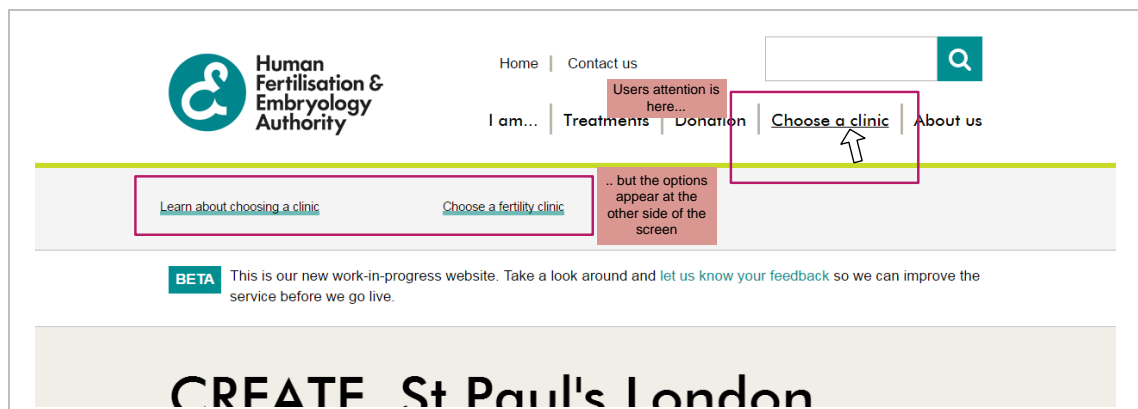 Human
Fertilisation &
Embryology
Authority
Home
Contact us
Users attention is
here...
I am...
Treatments
Donation
Choose a clinic
About us
.. but the options
appear at the
other side of the
screen
Learn about choosing a clinic
Choose a fertility clinic
BETA
This is our new work-in-progress website. Take a look around and let us know your feedback so we can improve the
service before we go live.
CREATE, St Paul's London